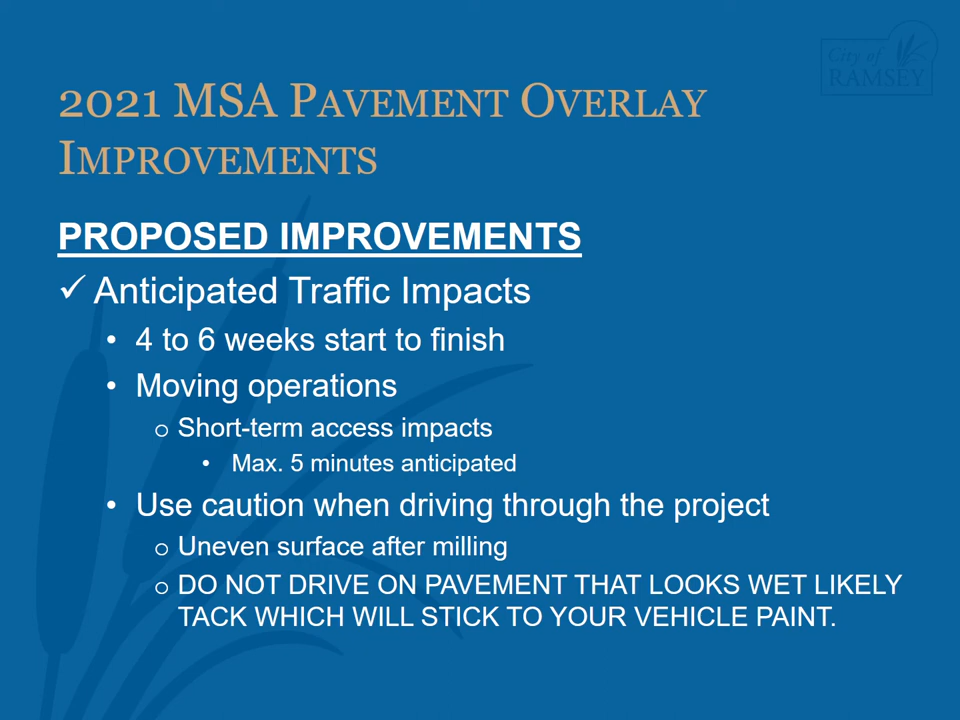 City of
RAMSEY
2021 MSA PAVEMENT OVERLAY
IMPROVEMENTS
PROPOSED IMPROVEMENTS
✓ Anticipated Traffic Impacts
• 4 to 6 weeks start to finish
• Moving operations
o Short-term access impacts
• Max. 5 minutes anticipated
• Use caution when driving through the project
o Uneven surface after milling
o DO NOT DRIVE ON PAVEMENT THAT LOOKS WET LIKELY
TACK WHICH WILL STICK TO YOUR VEHICLE PAINT.